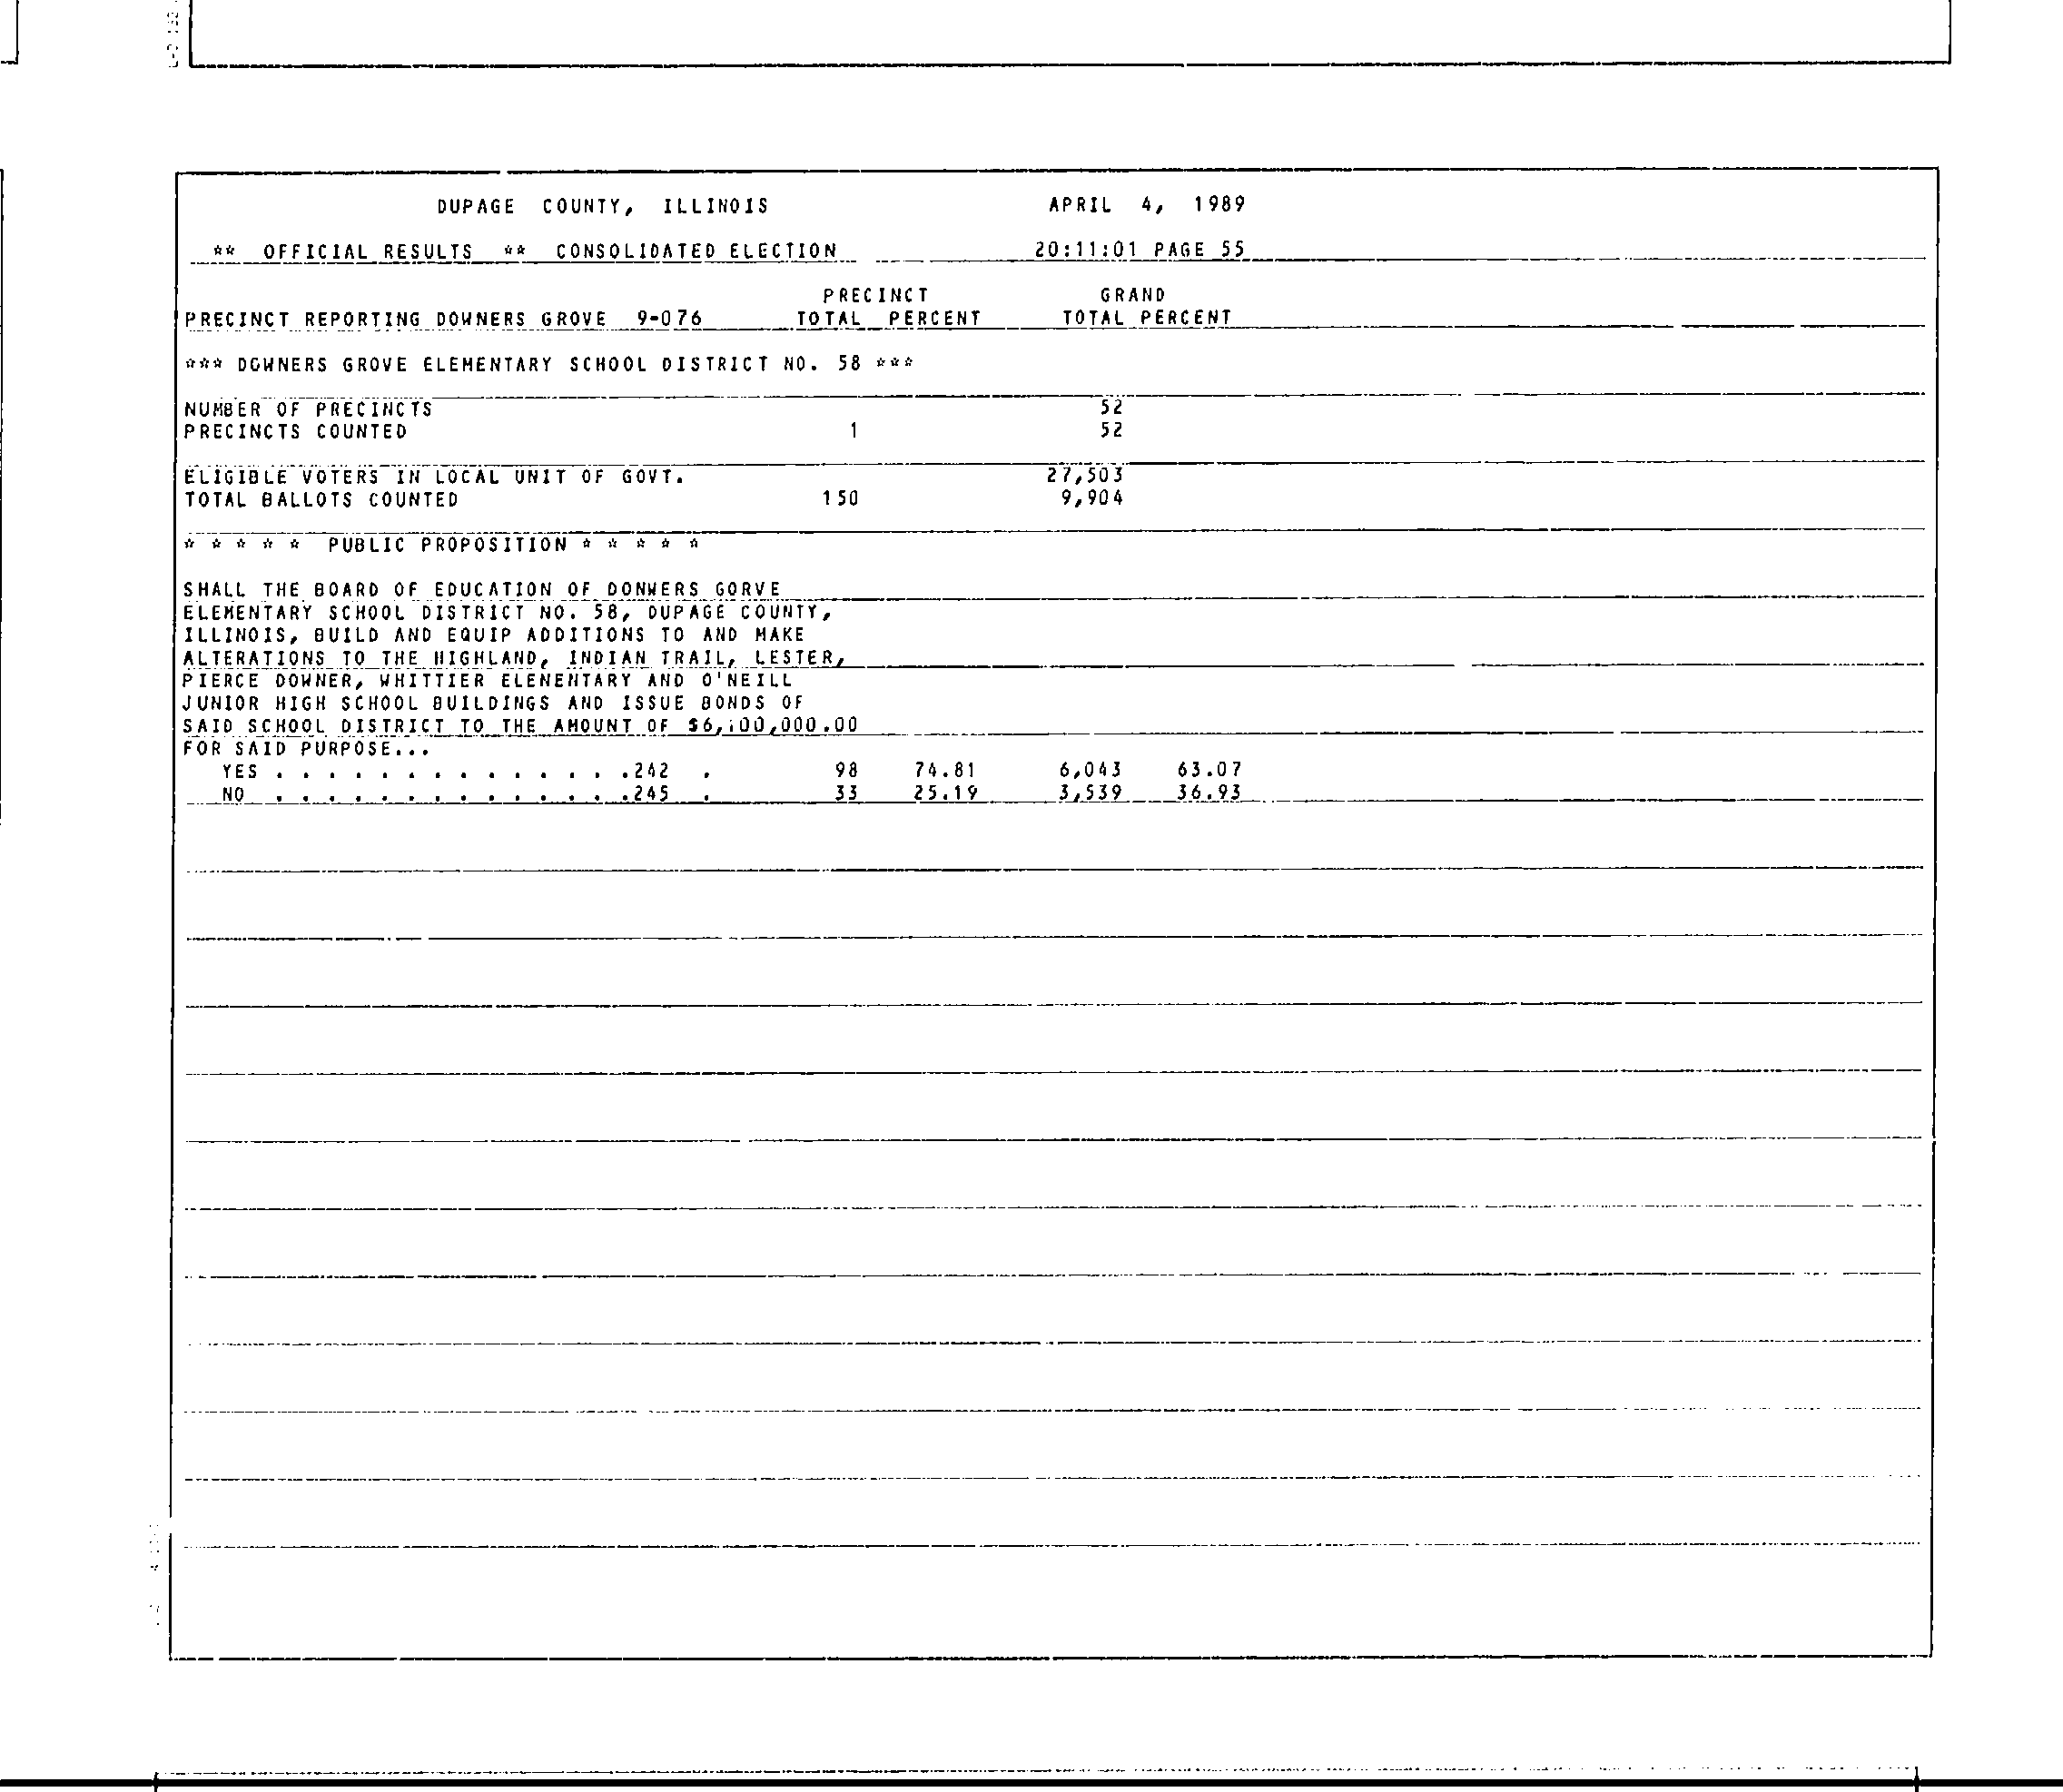 DUPAGE COUNTY, ILLINOIS APRIL 4, 1989
** OFFICIAL RESULTS ** CONSOLIDATED ELECTION 20:11:01 PAGE 55
PRECINCT GRAND
PRECINCT REPORTING DOWNERS GROVE 9-076 TOTAL PERCENT TOTAL PERCENT
*** DOWNERS GROVE ELEMENTARY SCHOOL DISTRICT NO. 58 ***
NUMBER OF PRECINCTS 52
PRECINCTS COUNTED 1 52
ELIGIBLE VOTERS IN LOCAL UNIT OF GOVT. 27,503
TOTAL BALLOTS COUNTED 150 9,904
* * * * * PUBLIC PROPOSITION * * * * *
SHALL THE BOARD OF EDUCATION OF DONWERS GORVE
ELEMENTARY SCHOOL DISTRICT NO. 58, DUPAGE COUNTY,
ILLINOIS, BUILD AND EQUIP ADDITIONS TO AND MAKE
ALTERATIONS TO THE HIGHLAND, INDIAN TRAIL, LESTER,
PIERCE DOWNER, WHITTIER ELENENTARY AND O'NEILL
JUNIOR HIGH SCHOOL BUILDINGS AND ISSUE BONDS OF
SAID SCHOOL DISTRICT TO THE AMOUNT OF
FOR SAID PURPOSE...
YES . . . . . . . . . . . . . .242 . 98 74.81 6,043 63.07
NO . . . . . . . . . . . . . .245 . 33 25.19 3,539 36.93